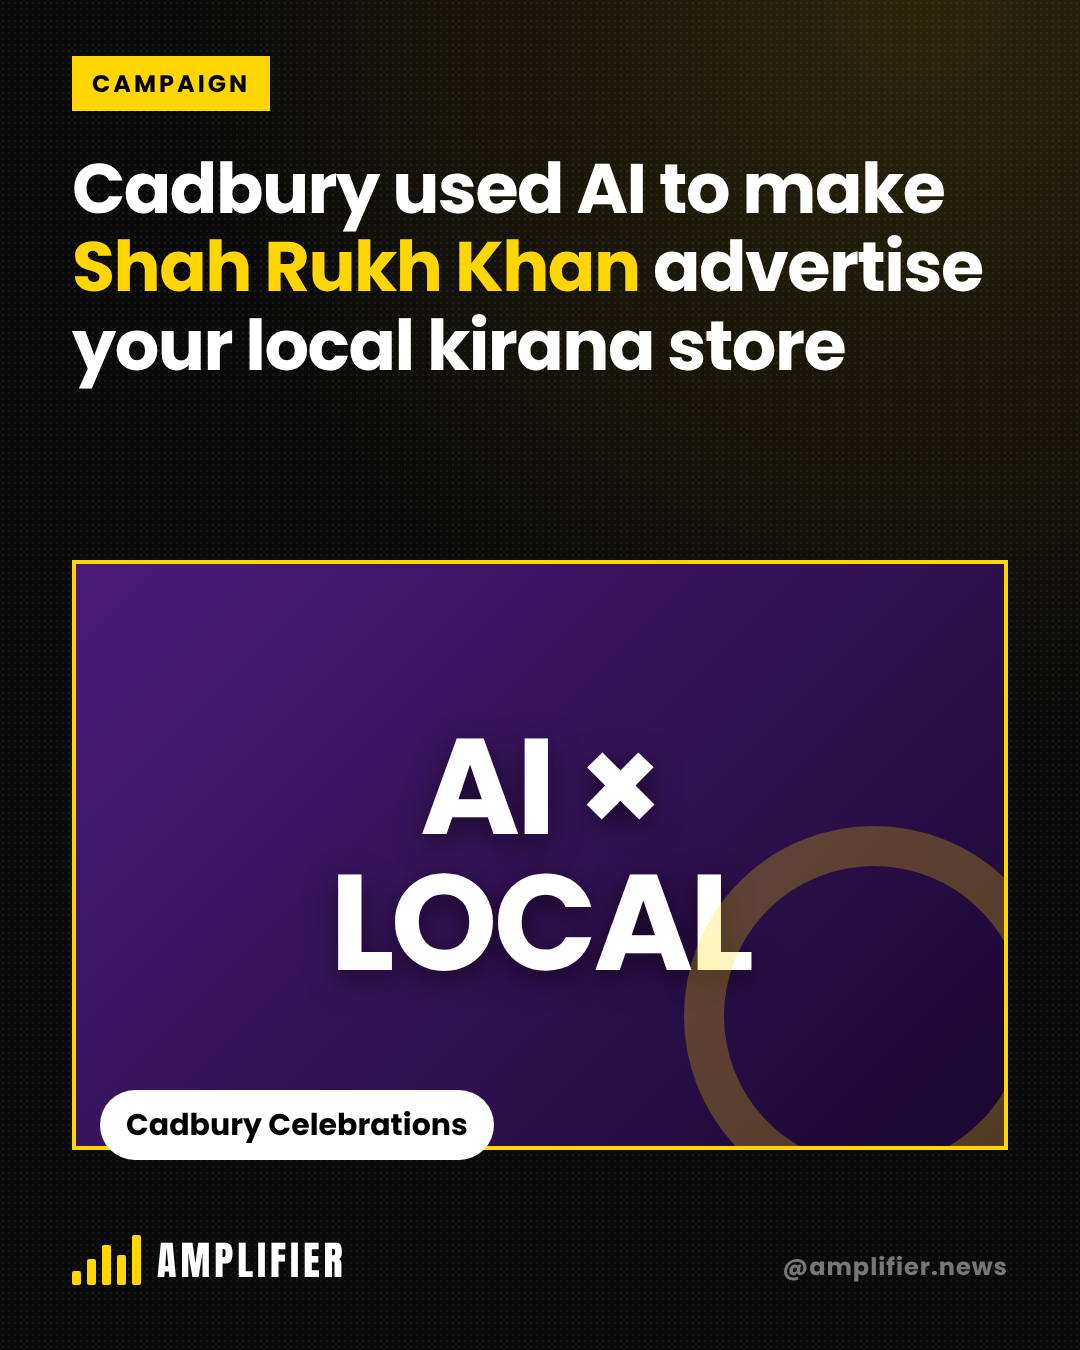 CAMPAIGN
Cadbury used AI to make
Shah Rukh Khan advertise
your local kirana store
AI ×
LOCAL
Cadbury Celebrations
AMPLIFIER
@amplifier.news